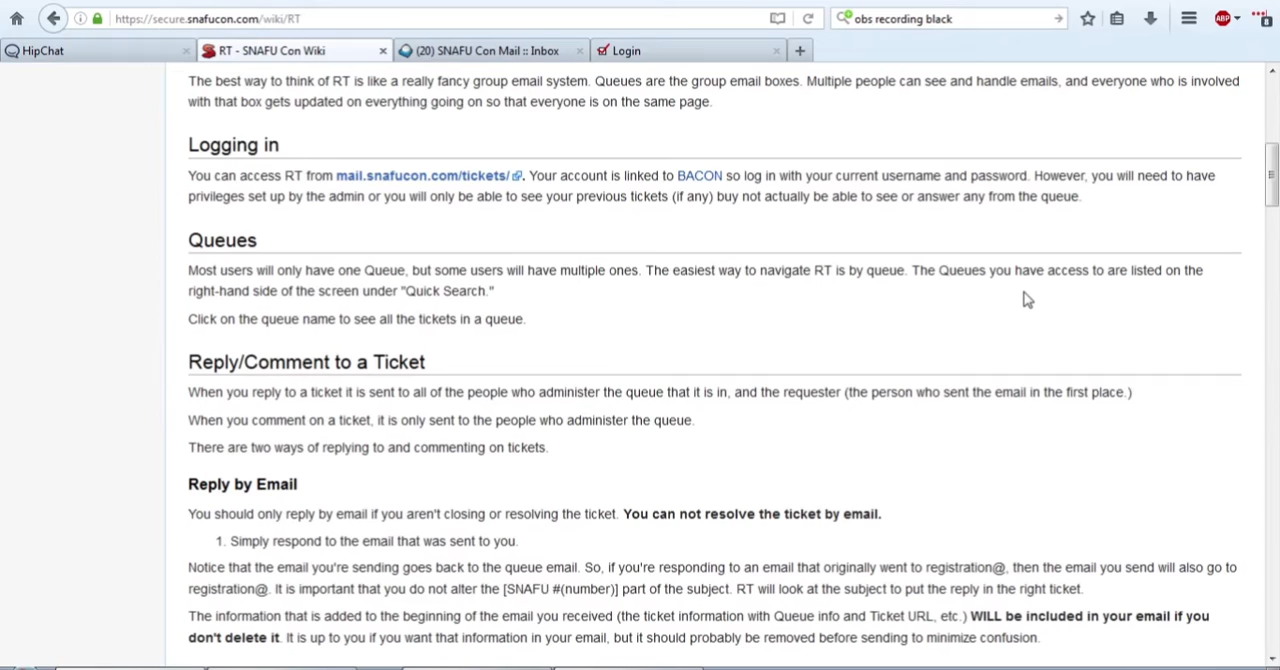 https://secure.snafucon.com/wiki/RT
obs recording black
ABP
HipChat
RT - SNAFU Con Wiki
(20) SNAFU Con Mail :: Inbox
Login
The best way to think of RT is like a really fancy group email system. Queues are the group email boxes. Multiple people can see and handle emails, and everyone who is involved
with that box gets updated on everything going on so that everyone is on the same page.
Logging in
You can access RT from mail.snafucon.com/tickets/. Your account is linked to BACON so log in with your current username and password. However, you will need to have
privileges set up by the admin or you will only be able to see your previous tickets (if any) buy not actually be able to see or answer any from the queue.
Queues
Most users will only have one Queue, but some users will have multiple ones. The easiest way to navigate RT is by queue. The Queues you have access to are listed on the
right-hand side of the screen under "Quick Search."
Click on the queue name to see all the tickets in a queue.
Reply/Comment to a Ticket
When you reply to a ticket it is sent to all of the people who administer the queue that it is in, and the requester (the person who sent the email in the first place.)
When you comment on a ticket, it is only sent to the people who administer the queue.
There are two ways of replying to and commenting on tickets.
Reply by Email
You should only reply by email if you aren't closing or resolving the ticket. You can not resolve the ticket by email.
1. Simply respond to the email that was sent to you.
Notice that the email you're sending goes back to the queue email. So, if you're responding to an email that originally went to registration@, then the email you send will also go to
registration@. It is important that you do not alter the [SNAFU #(number)] part of the subject. RT will look at the subject to put the reply in the right ticket.
The information that is added to the beginning of the email you received (the ticket information with Queue info and Ticket URL, etc.) WILL be included in your email if you
don't delete it. It is up to you if you want that information in your email, but it should probably be removed before sending to minimize confusion.